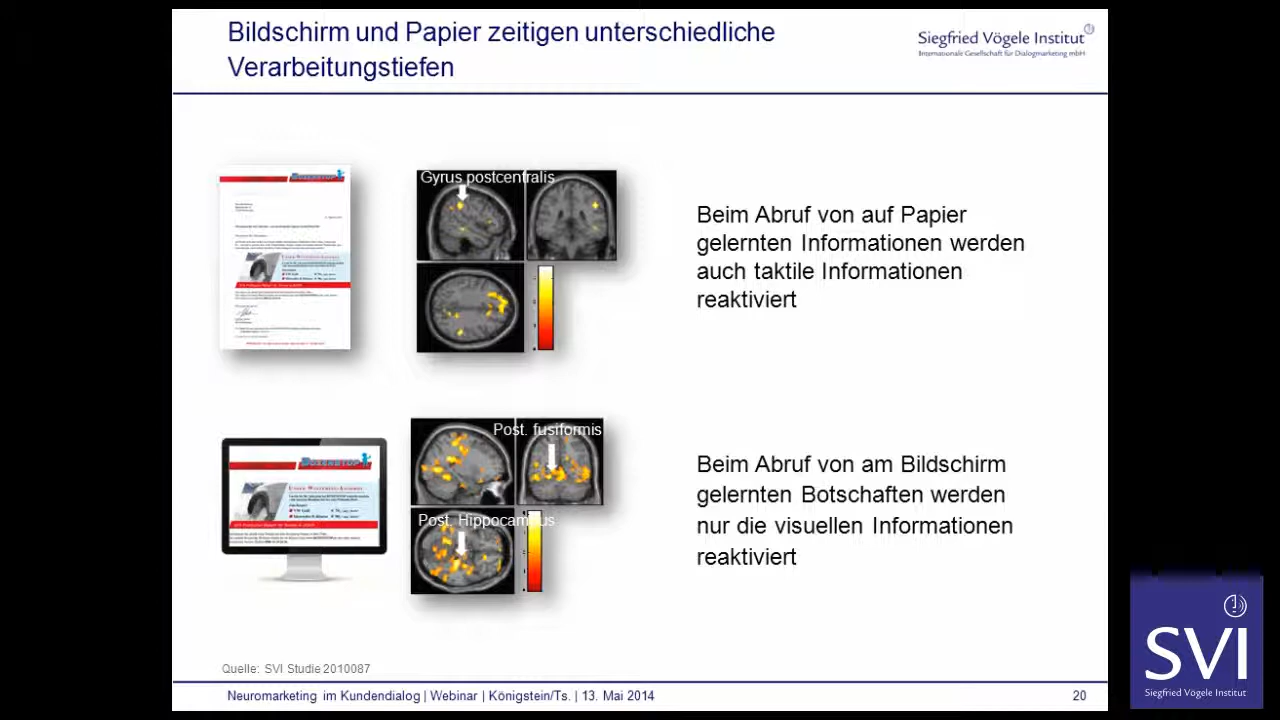 Bildschirm und Papier zeitigen unterschiedliche
Verarbeitungstiefen
Siegfried Vögele Institut
Internationale Gesellschaft für Dialogmarketing mbH
Gyrus postcentralis
Beim Abruf von auf Papier
gelernten Informationen werden
auch taktile Informationen
reaktiviert
Post. fusiformis
Post. Hippocampus
Beim Abruf von am Bildschirm
gelernten Botschaften werden
nur die visuellen Informationen
reaktiviert
Quelle: SVI Studie 2010087
Neuromarketing im Kundendialog | Webinar | Königstein/Ts. | 13. Mai 2014
20
SVI
Siegfried Vögele Institut